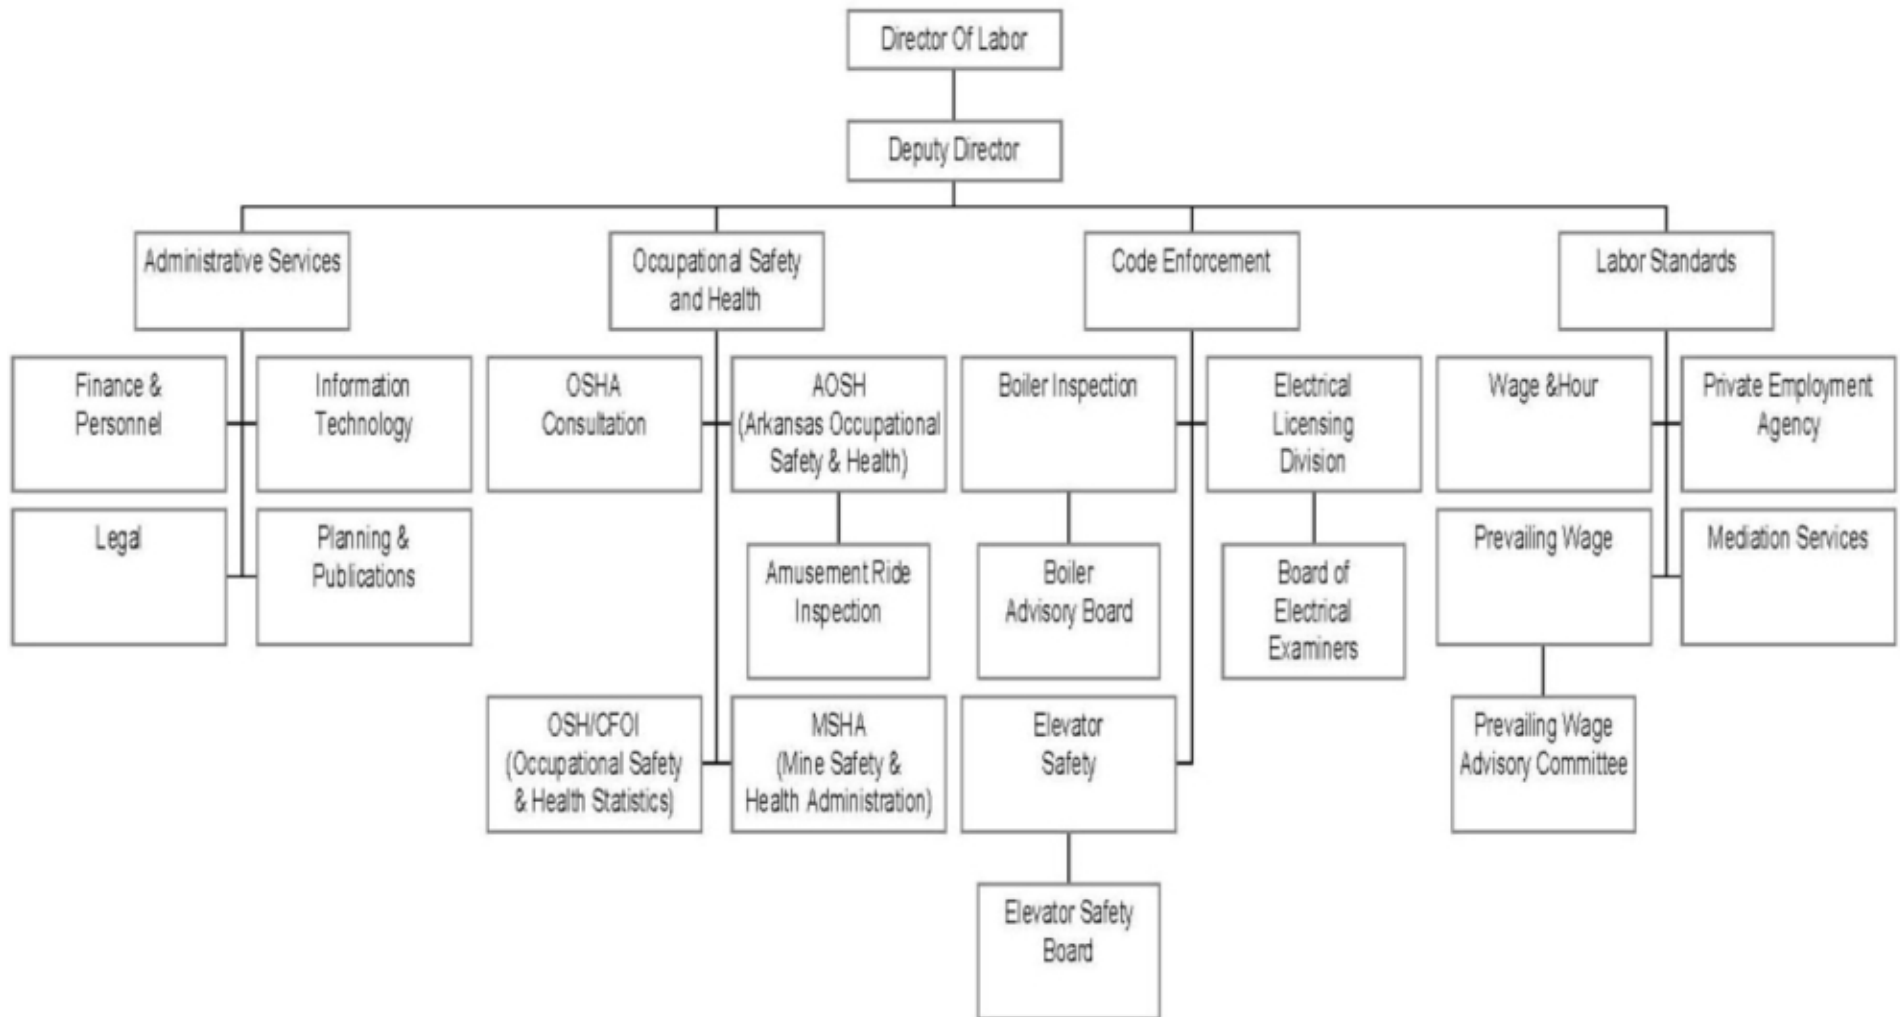 Director Of Labor
Deputy Director
Administrative Services
Occupational Safety
and Health
Code Enforcement
Labor Standards
Finance &
Personnel
Information
Technology
OSHA
Consultation
AOSH
(Arkansas Occupational
Safety & Health)
Boiler Inspection
Electrical
Licensing
Division
Wage &Hour
Private Employment
Agency
Legal
Planning &
Publications
Amusement Ride
Inspection
Boiler
Advisory Board
Board of
Electrical
Examiners
Prevailing Wage
Mediation Services
OSH/CFOI
(Occupational Safety
& Health Statistics)
MSHA
(Mine Safety &
Health Administration)
Elevator
Safety
Prevailing Wage
Advisory Committee
Elevator Safety
Board